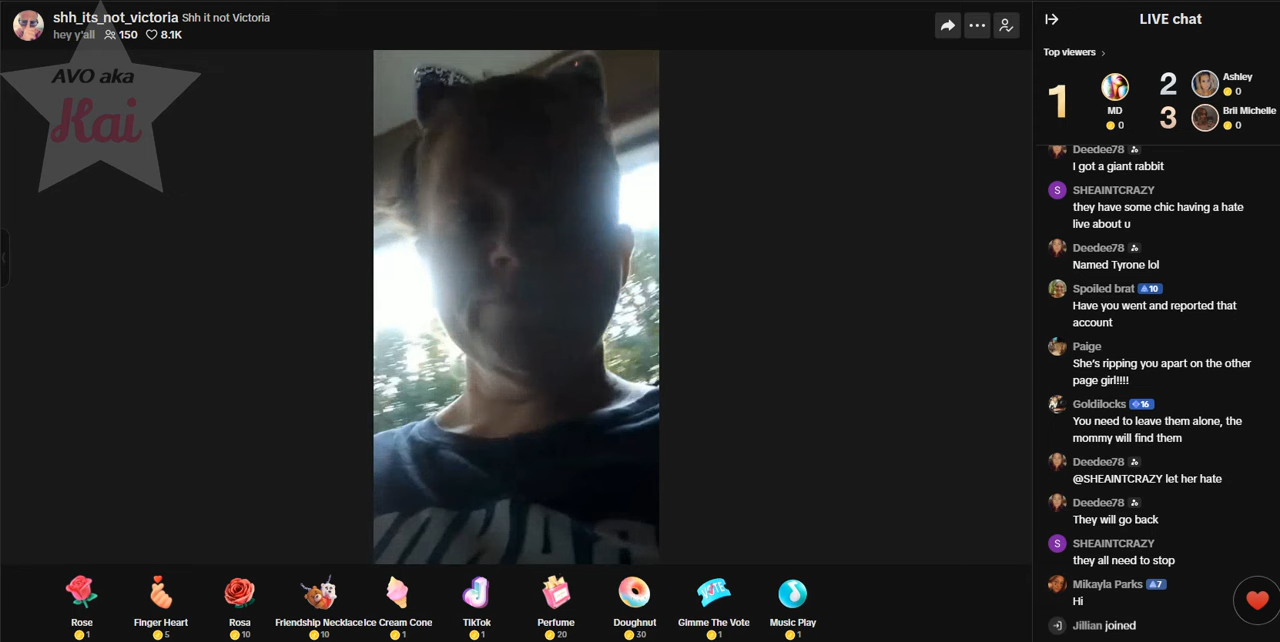 shh_its_not_victoria Shh it not Victoria
hey y'all 150 8.1K
AVO aka
Kai
LIVE chat
Top viewers
1 MD 0
2 Ashley 0
3 Bril Michelle 0
Deedee78
I got a giant rabbit
S SHEAINTCRAZY
they have some chic having a hate
live about u
Deedee78
Named Tyrone lol
Spoiled brat 10
Have you went and reported that
account
Paige
She's ripping you apart on the other
page girl!!!!
Goldilocks 16
You need to leave them alone, the
mommy will find them
Deedee78
@SHEAINTCRAZY let her hate
Deedee78
They will go back
S SHEAINTCRAZY
they all need to stop
Mikayla Parks 7
Hi
Jillian joined
VOTE
Rose Finger Heart Rosa Friendship Necklace Ice Cream Cone TikTok Perfume Doughnut Gimme The Vote Music Play
1 5 10 10 1 1 20 30 1 1